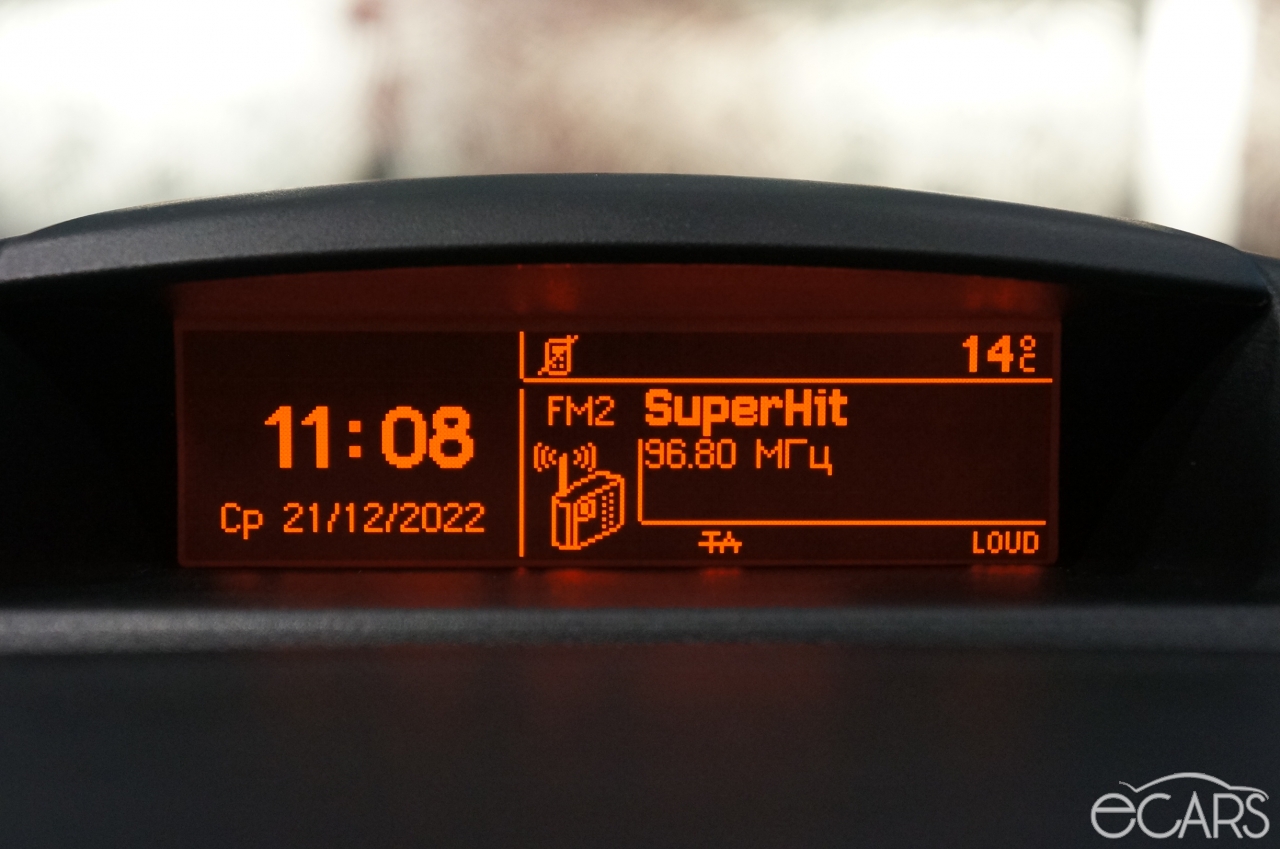 14°C
11:08
Ср 21/12/2022
FM2 SuperHit
96.80 МГц
TA
LOUD
eCARS